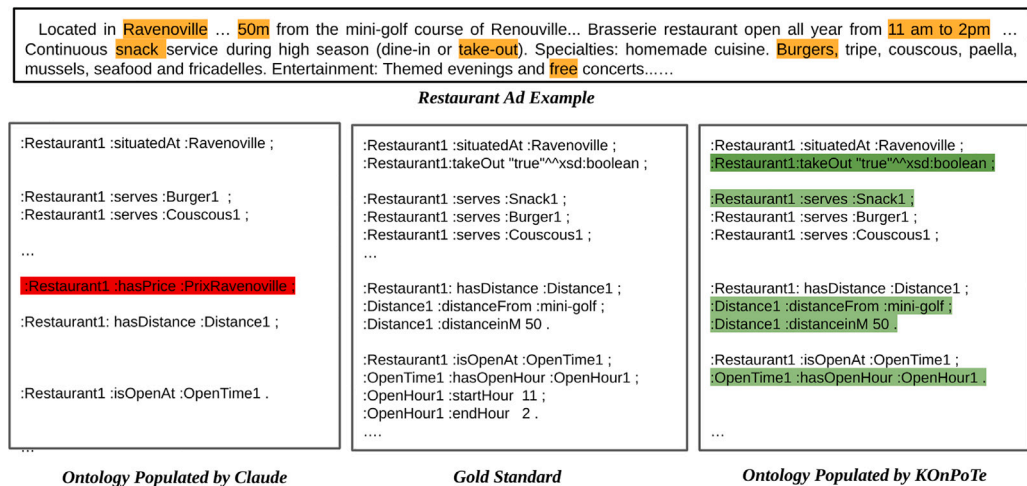 Located in Ravenoville ... 50m from the mini-golf course of Renouville... Brasserie restaurant open all year from 11 am to 2pm ...
Continuous snack service during high season (dine-in or take-out). Specialties: homemade cuisine. Burgers, tripe, couscous, paella,
mussels, seafood and fricadelles. Entertainment: Themed evenings and free concerts......
Restaurant Ad Example
:Restaurant1 :situatedAt :Ravenoville ;
:Restaurant1 :serves :Burger1 ;
:Restaurant1 :serves :Couscous1 ;
...
:Restaurant1 :hasPrice :PrixRavenoville ;
:Restaurant1: hasDistance :Distance1 ;
:Restaurant1 :isOpenAt :OpenTime1 .
...
Ontology Populated by Claude
:Restaurant1 :situatedAt :Ravenoville ;
:Restaurant1:takeOut "true"^^xsd:boolean ;
:Restaurant1 :serves :Snack1 ;
:Restaurant1 :serves :Burger1 ;
:Restaurant1 :serves :Couscous1 ;
...
:Restaurant1: hasDistance :Distance1 ;
:Distance1 :distanceFrom :mini-golf ;
:Distance1 :distanceinM 50 .
:Restaurant1 :isOpenAt :OpenTime1 ;
:OpenTime1 :hasOpenHour :OpenHour1 ;
:OpenHour1 :startHour 11 ;
:OpenHour1 :endHour 2 .
....
Gold Standard
:Restaurant1 :situatedAt :Ravenoville ;
:Restaurant1:takeOut "true"^^xsd:boolean ;
:Restaurant1 :serves :Snack1 ;
:Restaurant1 :serves :Burger1 ;
:Restaurant1 :serves :Couscous1 ;
:Restaurant1: hasDistance :Distance1 ;
:Distance1 :distanceFrom :mini-golf ;
:Distance1 :distanceinM 50 .
:Restaurant1 :isOpenAt :OpenTime1 ;
:OpenTime1 :hasOpenHour :OpenHour1 .
...
Ontology Populated by KOnPoTe